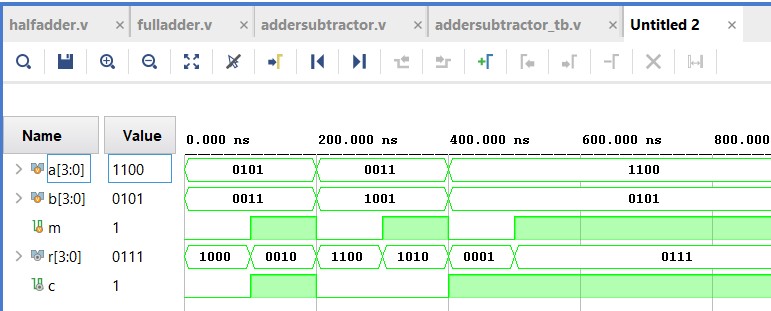 halfadder.v × fulladder.v × addersubtractor.v × addersubtractor_tb.v × Untitled 2 ×
Name Value 0.000 ns 200.000 ns 400.000 ns 600.000 ns 800.000
a[3:0] 1100 0101 0011 1100
b[3:0] 0101 0011 1001 0101
m 1
r[3:0] 0111 1000 0010 1100 1010 0001 0111
c 1